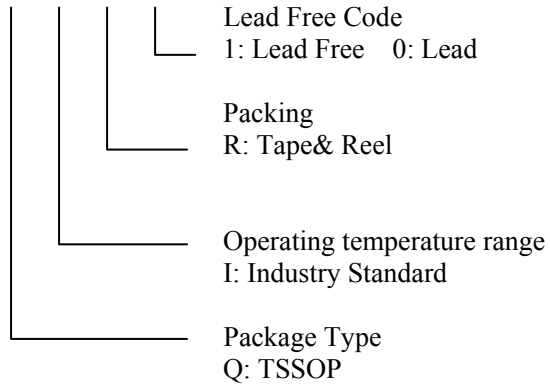 Lead Free Code
1: Lead Free 0: Lead
Packing
R: Tape& Reel
Operating temperature range
I: Industry Standard
Package Type
Q: TSSOP